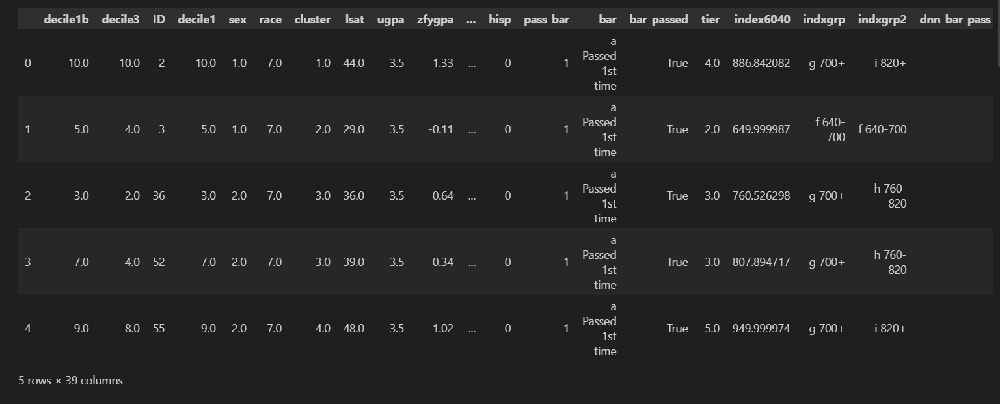 decile1b decile3 ID decile1 sex race cluster lsat ugpa zfygpa ... hisp pass_bar bar bar_passed tier index6040 indxgrp indxgrp2 dnn_bar_pass_
0 10.0 10.0 2 10.0 1.0 7.0 1.0 44.0 3.5 1.33 ... 0 1 a Passed 1st time True 4.0 886.842082 g 700+ i 820+
1 5.0 4.0 3 5.0 1.0 7.0 2.0 29.0 3.5 -0.11 ... 0 1 a Passed 1st time True 2.0 649.999987 f 640-700 f 640-700
2 3.0 2.0 36 3.0 2.0 7.0 3.0 36.0 3.5 -0.64 ... 0 1 a Passed 1st time True 3.0 760.526298 g 700+ h 760-820
3 7.0 4.0 52 7.0 2.0 7.0 3.0 39.0 3.5 0.34 ... 0 1 a Passed 1st time True 3.0 807.894717 g 700+ h 760-820
4 9.0 8.0 55 9.0 2.0 7.0 4.0 48.0 3.5 1.02 ... 0 1 a Passed 1st time True 5.0 949.999974 g 700+ i 820+
5 rows × 39 columns